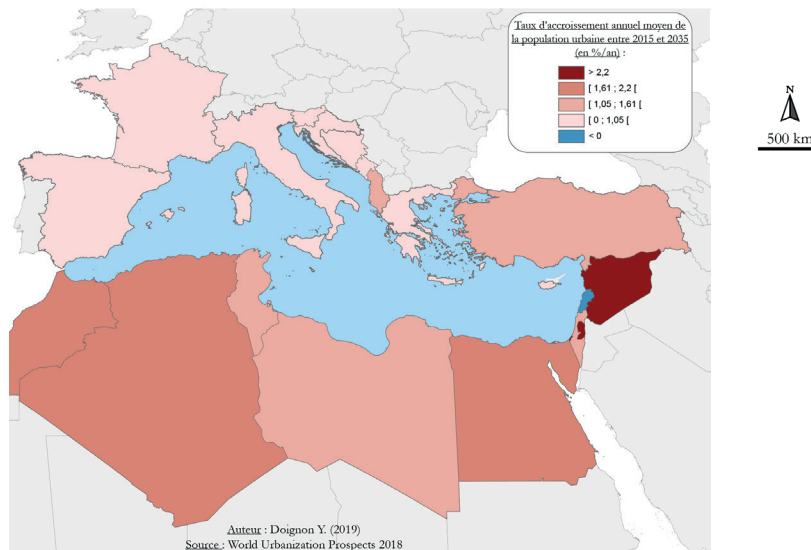 Taux d'accroissement annuel moyen de
la population urbaine entre 2015 et 2035
(en %/an) :
> 2,2
[ 1,61 ; 2,2 [
[ 1,05 ; 1,61 [
[ 0 ; 1,05 [
< 0
N
500 km
Auteur : Doignon Y. (2019)
Source : World Urbanization Prospects 2018